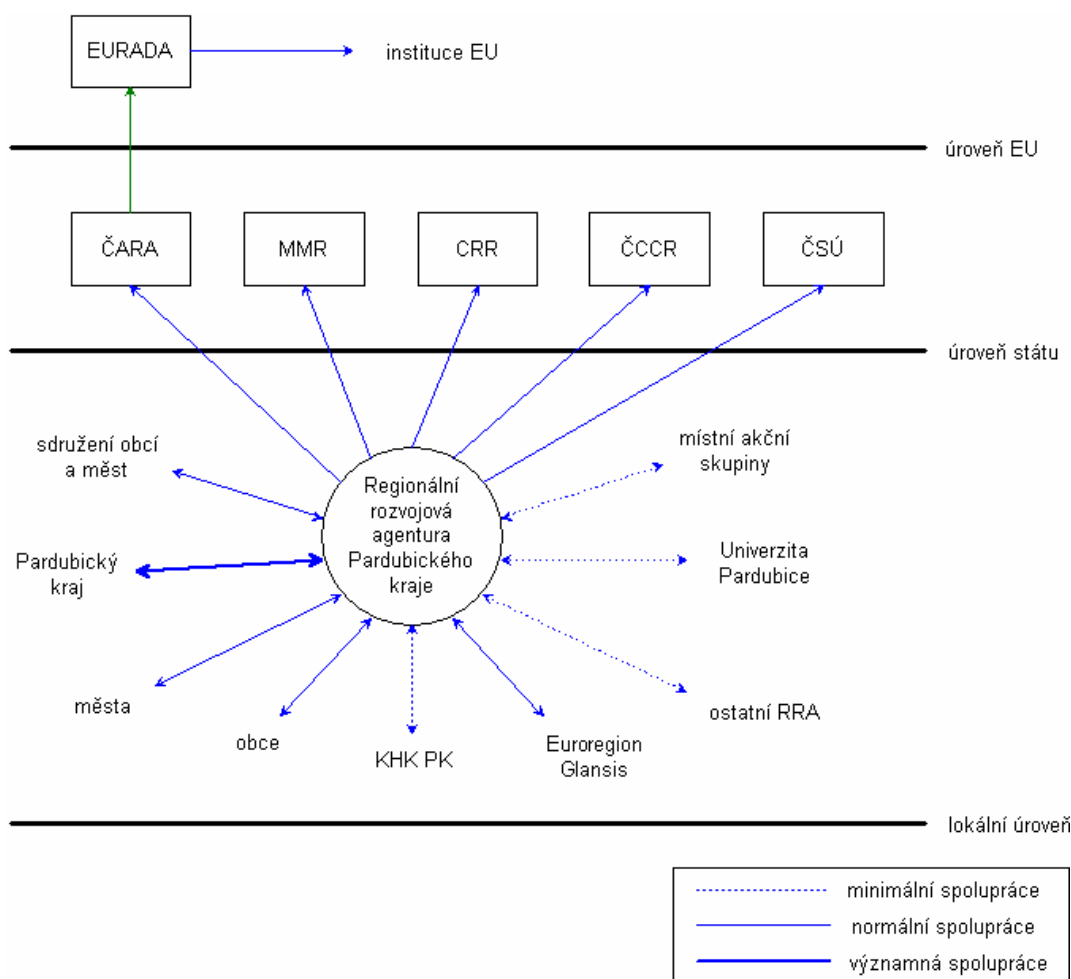 EURADA
instituce EU
úroveň EU
ČARA
MMR
CRR
ČCCR
ČSÚ
úroveň státu
sdružení obcí
a měst
místní akční
skupiny
Regionální
rozvojová
agentura
Pardubického
kraje
Pardubický
kraj
Univerzita
Pardubice
města
obce
KHK PK
Euroregion
Glansis
ostatní RRA
lokální úroveň
minimální spolupráce
normální spolupráce
významná spolupráce